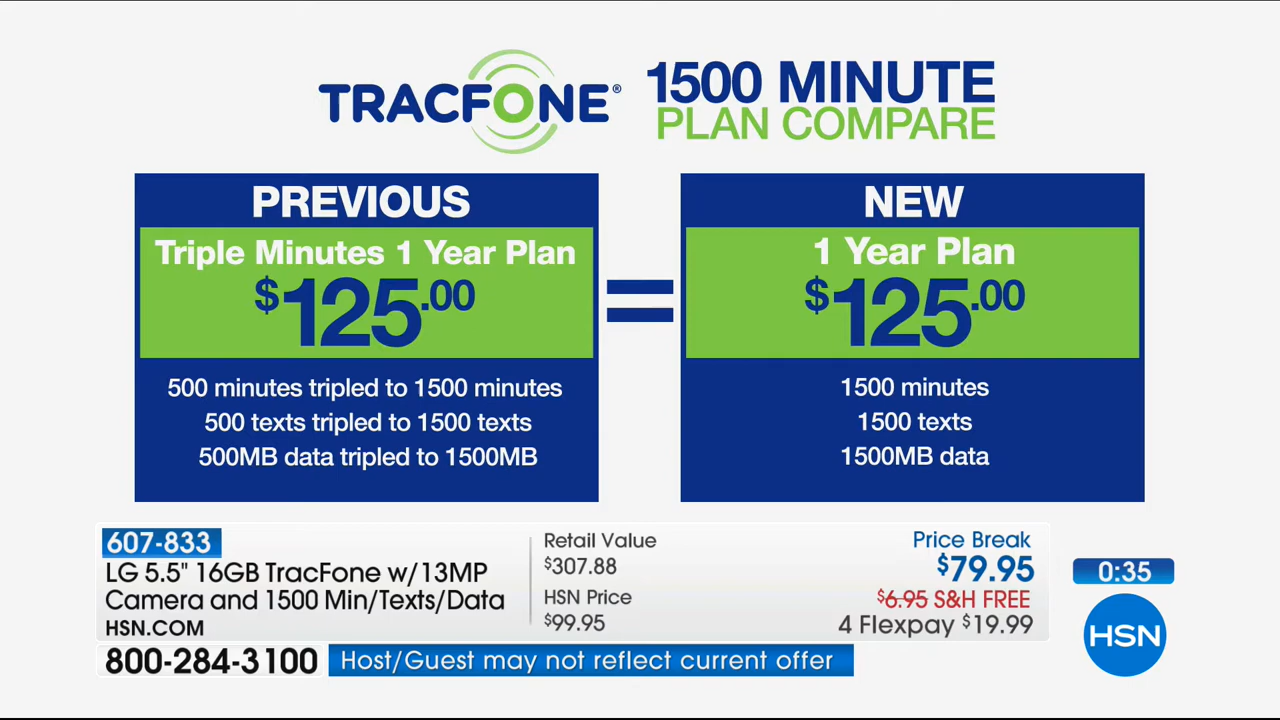 TRACFONE®
1500 MINUTE
PLAN COMPARE
PREVIOUS
Triple Minutes 1 Year Plan
$125.00
500 minutes tripled to 1500 minutes
500 texts tripled to 1500 texts
500MB data tripled to 1500MB
=
NEW
1 Year Plan
$125.00
1500 minutes
1500 texts
1500MB data
607-833
LG 5.5" 16GB TracFone w/13MP
Camera and 1500 Min/Texts/Data
HSN.COM
Retail Value
$307.88
HSN Price
$99.95
Price Break
$79.95
$6.95 S&H FREE
4 Flexpay $19.99
0:35
HSN
800-284-3100
Host/Guest may not reflect current offer